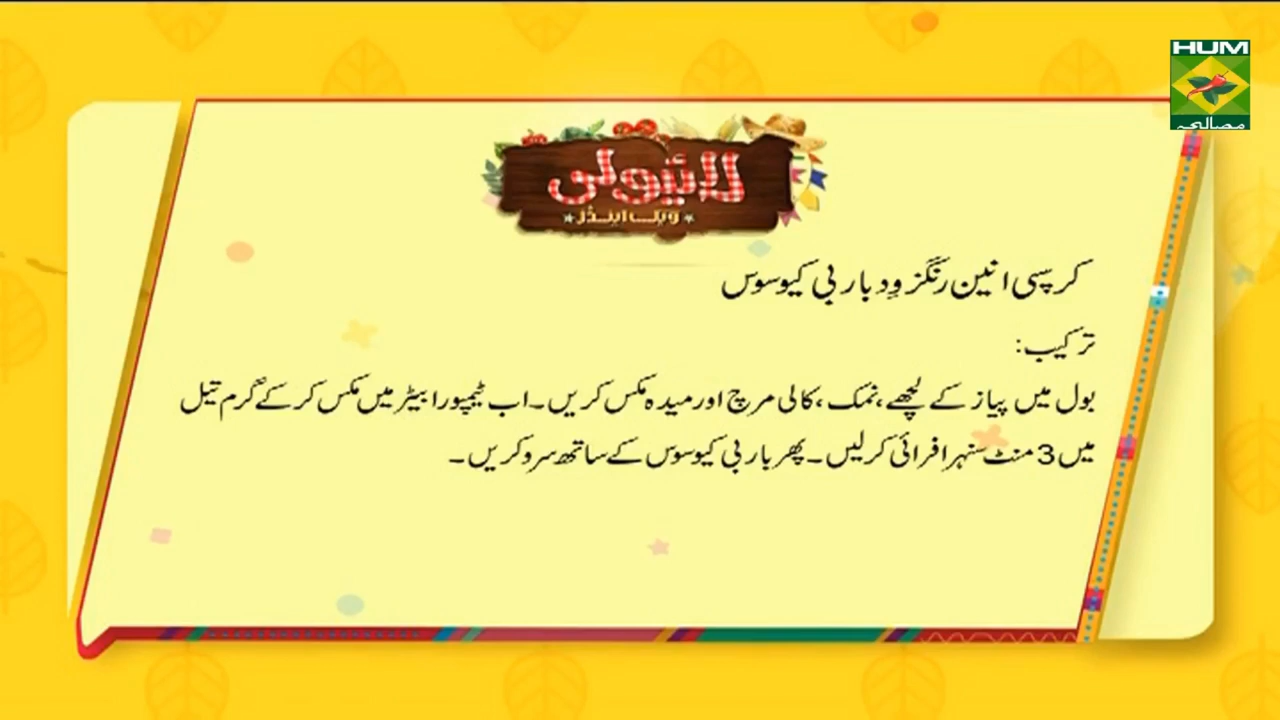 HUM
مصالحہ
لائیولی
ویک اینڈز
کرسپی انین رنگز وِد باربی کیو سوس
ترکیب:
بول میں پیاز کے لچھے، نمک، کالی مرچ اور میدہ مکس کریں۔ اب ٹیمپورا بیٹر میں مکس کر کے گرم تیل
میں 3 منٹ سنہرا فرائی کرلیں۔ پھر باربی کیو سوس کے ساتھ سرو کریں۔